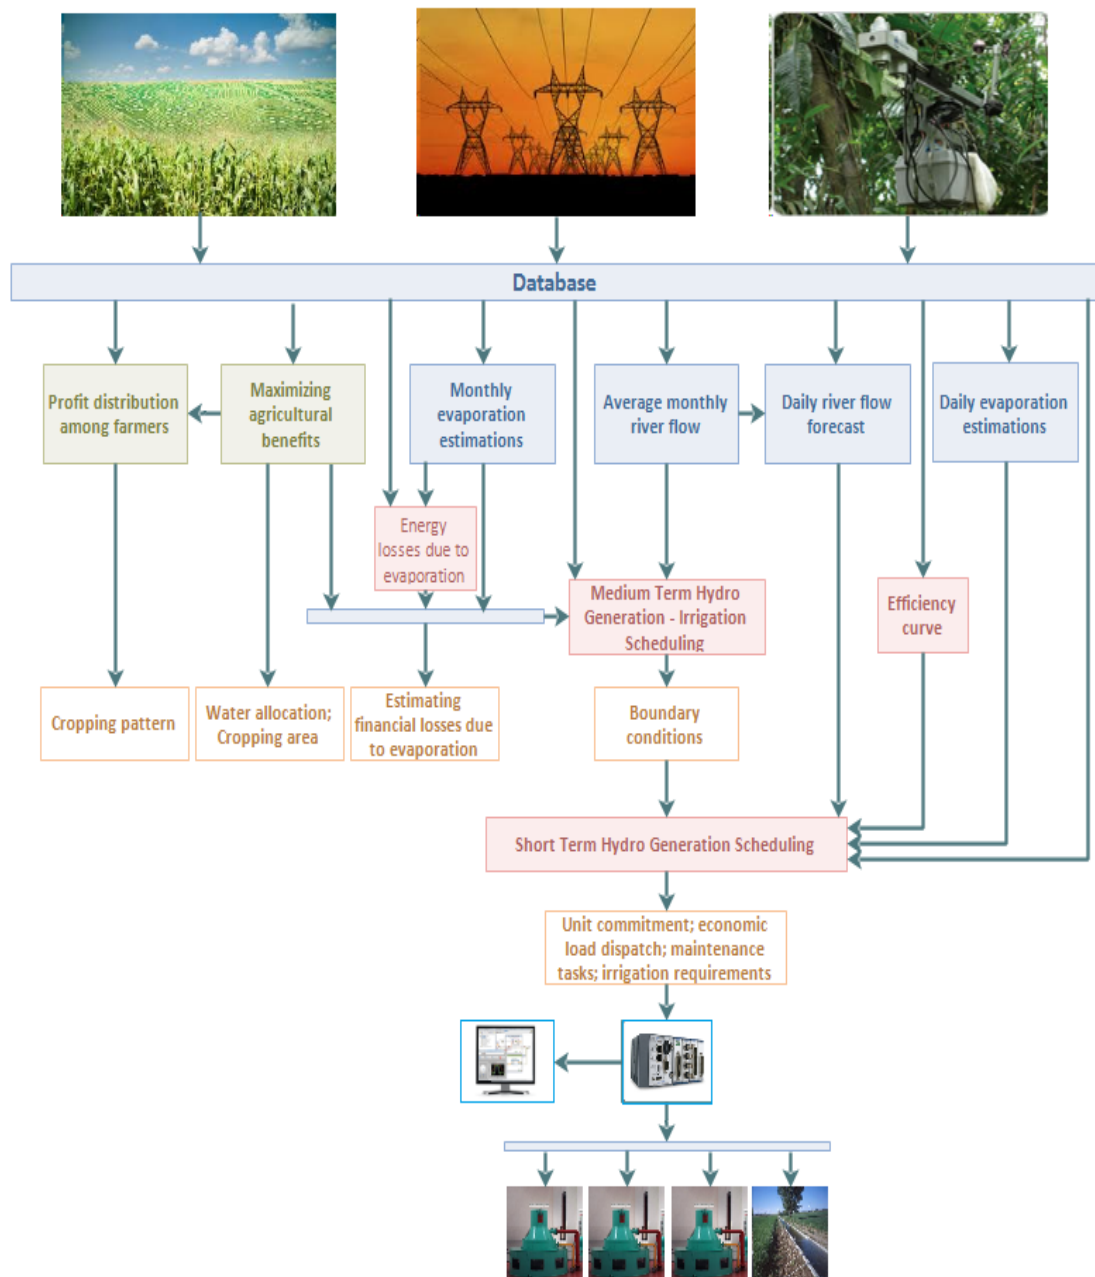 Database
Profit distribution
among farmers
Maximizing
agricultural
benefits
Monthly
evaporation
estimations
Average monthly
river flow
Daily river flow
forecast
Daily evaporation
estimations
Energy
losses due to
evaporation
Medium Term Hydro
Generation - Irrigation
Scheduling
Efficiency
curve
Cropping pattern
Water allocation;
Cropping area
Estimating
financial losses due
to evaporation
Boundary
conditions
Short Term Hydro Generation Scheduling
Unit commitment; economic
load dispatch; maintenance
tasks; irrigation requirements